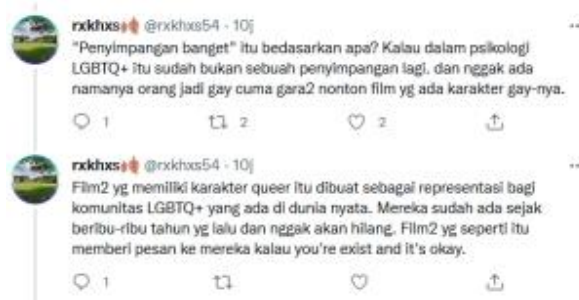 rxkhxs @rxkhxs54 · 10j
"Penyimpangan banget" itu bedasarkan apa? Kalau dalam psikologi
LGBTQ+ itu sudah bukan sebuah penyimpangan lagi. dan nggak ada
namanya orang jadi gay cuma gara2 nonton film yg ada karakter gay-nya.
1 2 2
rxkhxs @rxkhxs54 · 10j
Film2 yg memiliki karakter queer itu dibuat sebagai representasi bagi
komunitas LGBTQ+ yang ada di dunia nyata. Mereka sudah ada sejak
beribu-ribu tahun yg lalu dan nggak akan hilang. Film2 yg seperti itu
memberi pesan ke mereka kalau you're exist and it's okay.
1